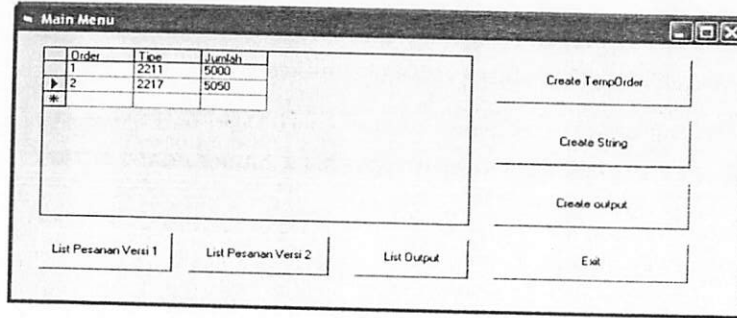 Main Menu
Order Tipe Jumlah
1 2211 5000
2 2217 5050
Create TempOrder
Create String
Create output
Exit
List Pesanan Versi 1
List Pesanan Versi 2
List Output